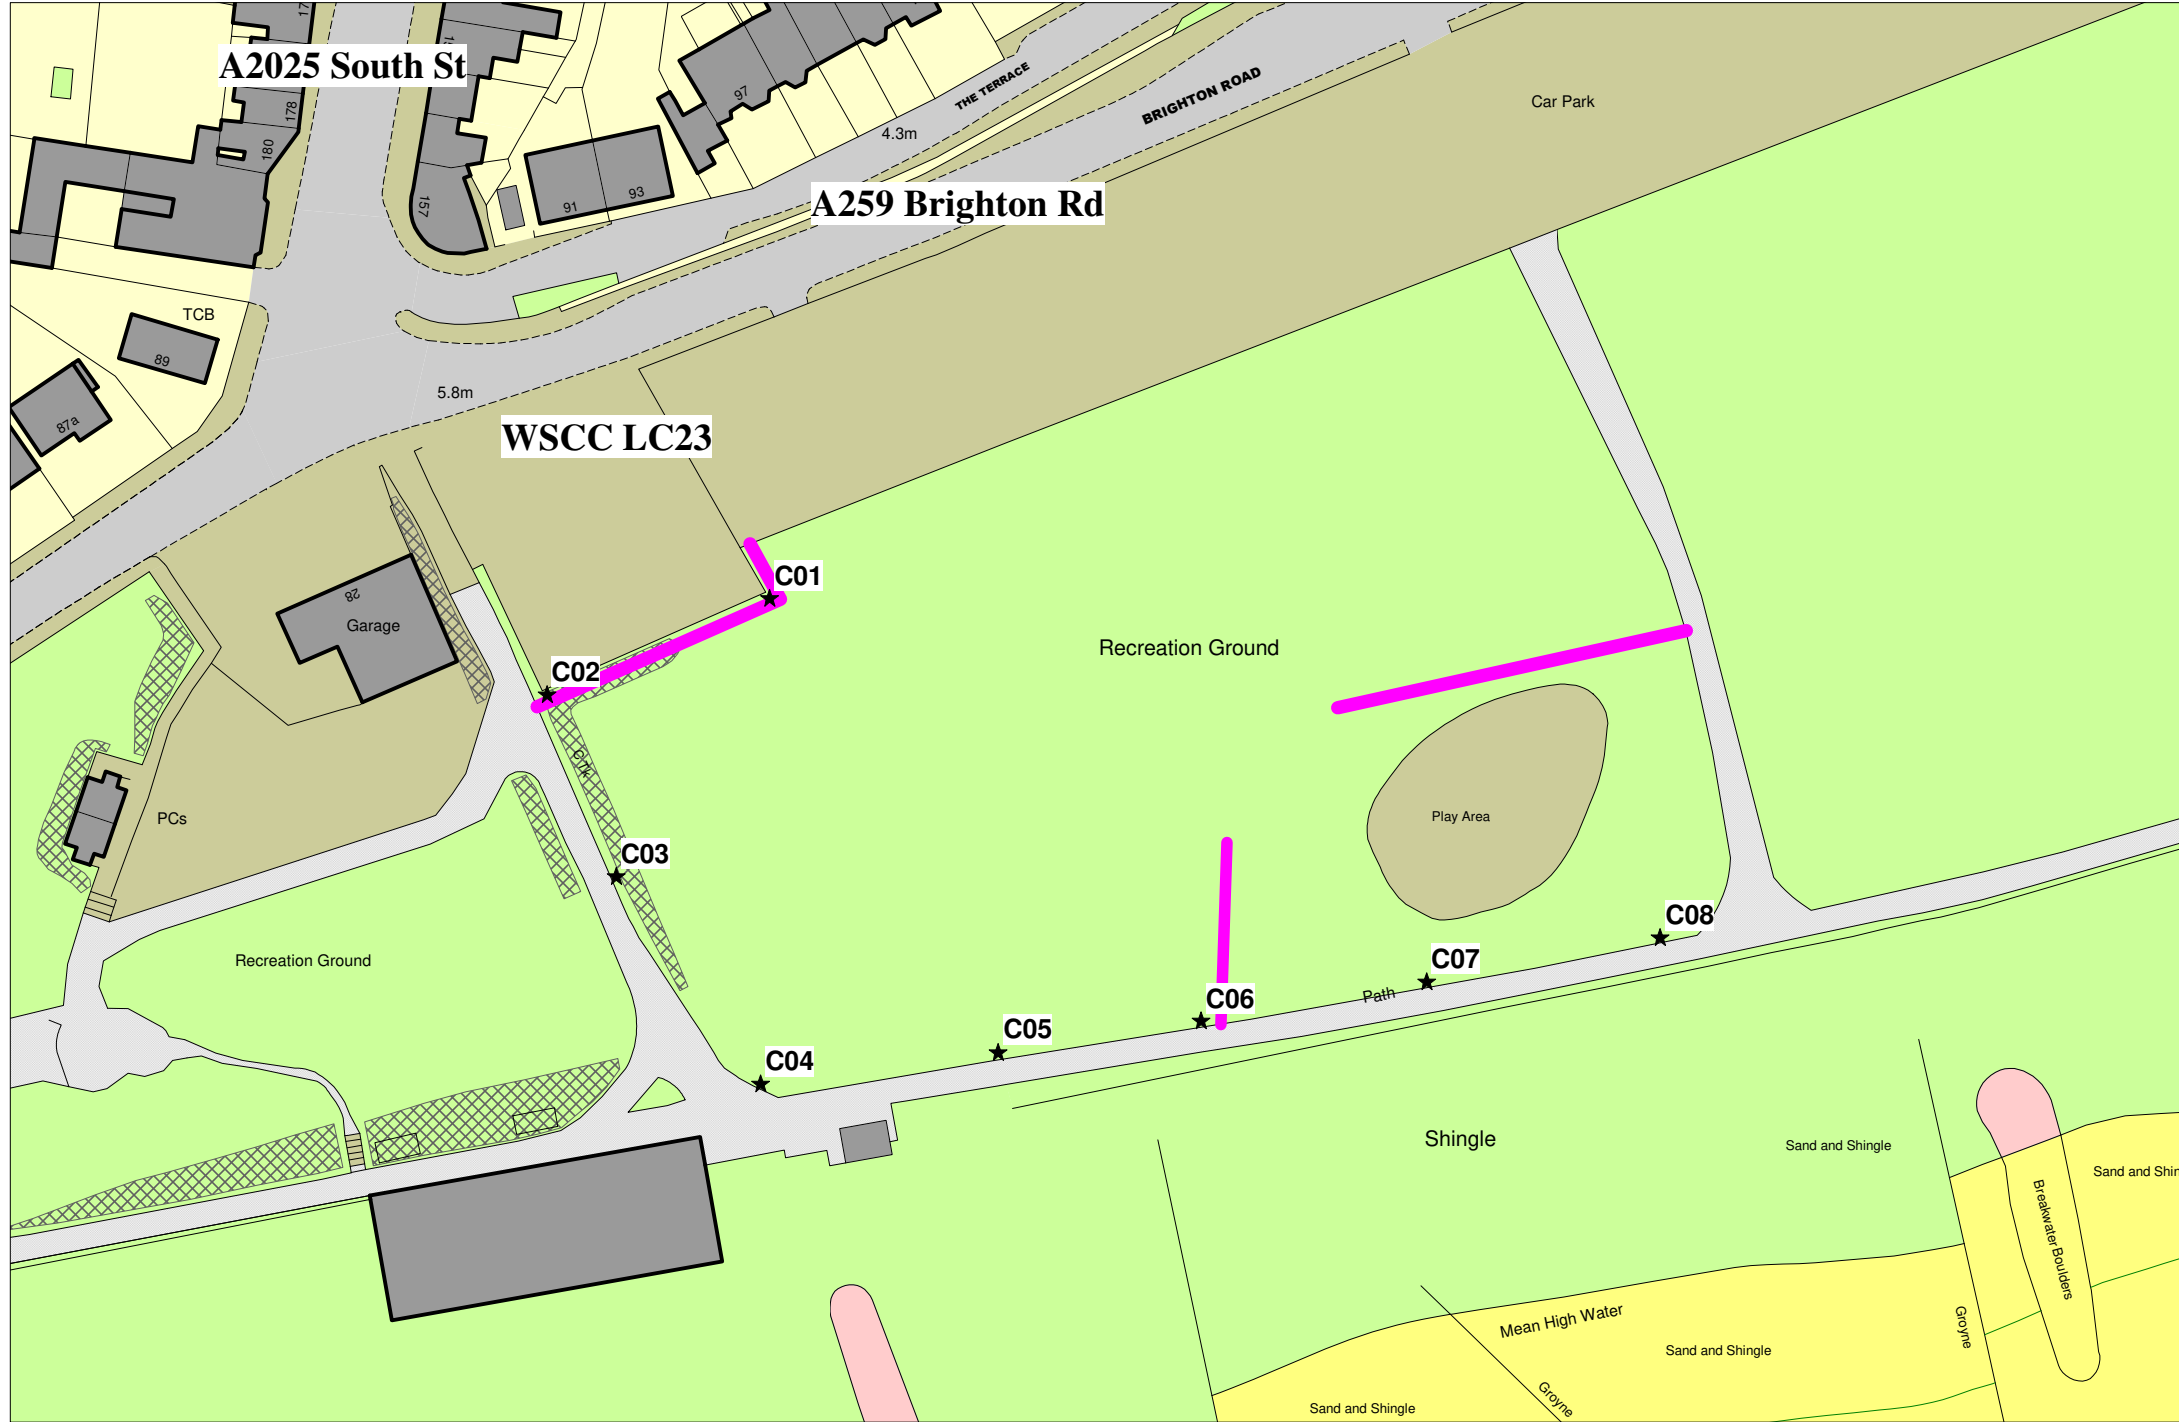 A2025 South St
178
180
157
97
91
93
THE TERRACE
4.3m
BRIGHTON ROAD
Car Park
A259 Brighton Rd
TCB
89
87a
5.8m
WSCC LC23
28
Garage
C01
C02
C03
C04
C05
C06
C07
C08
Recreation Ground
Play Area
PCs
Recreation Ground
Path
Shingle
Sand and Shingle
Sand and Shin
Breakwater Boulders
Groyne
Mean High Water
Sand and Shingle
Groyne
Sand and Shingle